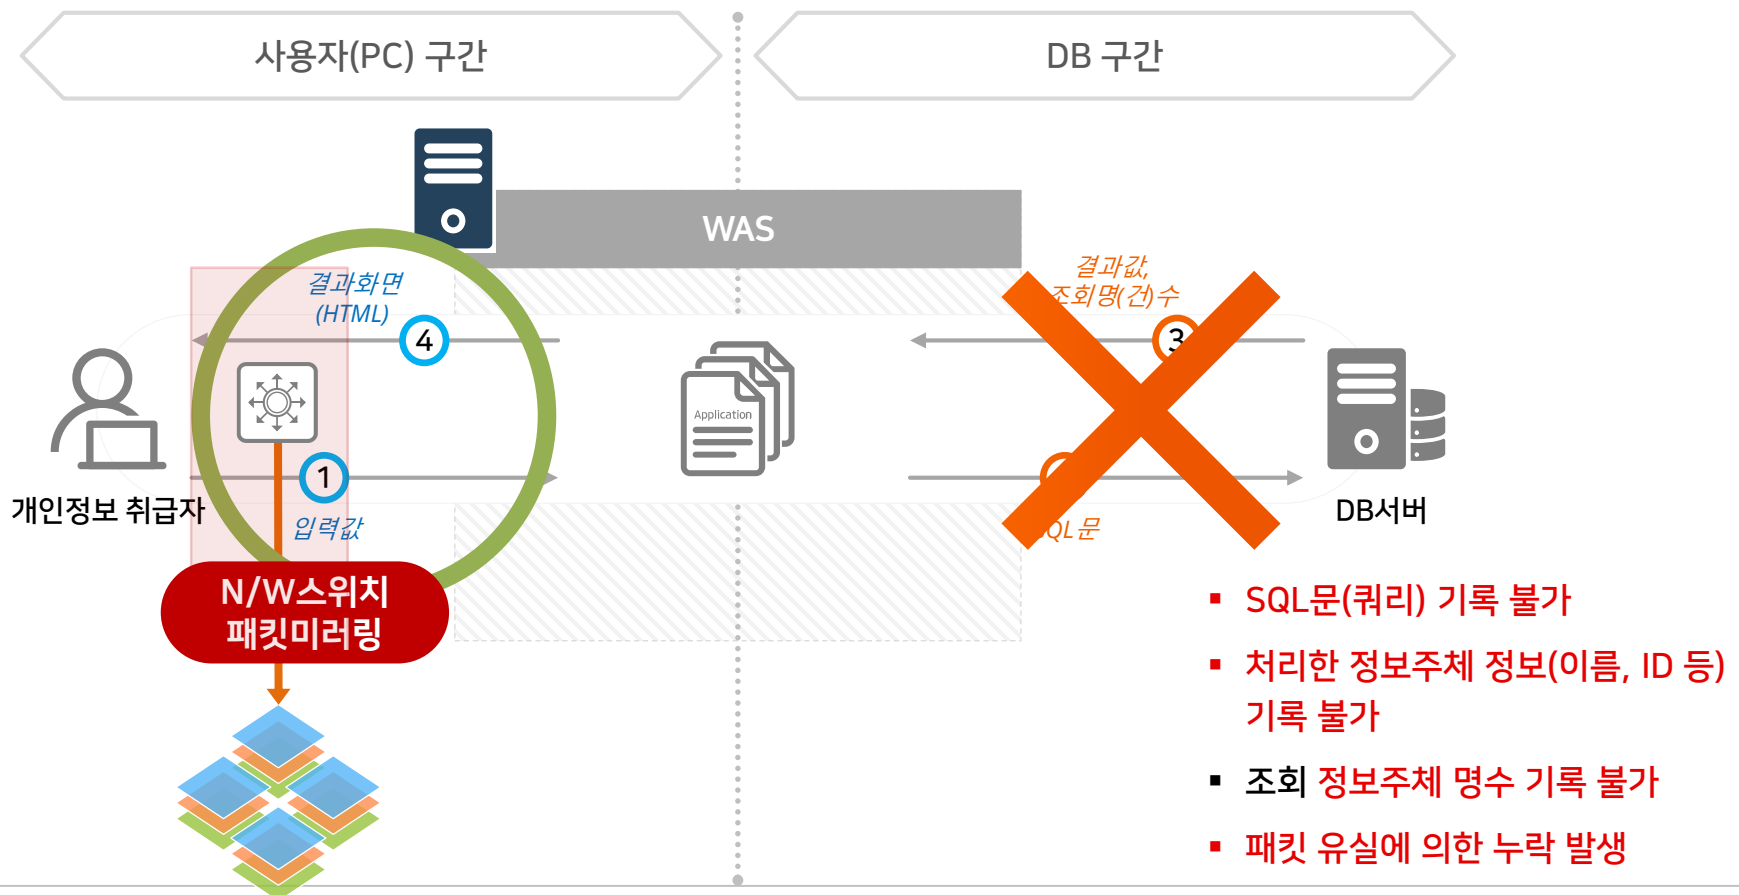 사용자(PC) 구간
DB 구간
WAS
결과화면
(HTML)
4
결과값,
조회명(건)수
3
Application
1
입력값
QL문
개인정보 취급자
DB서버
N/W스위치
패킷미러링
▪ SQL문(쿼리) 기록 불가
▪ 처리한 정보주체 정보(이름, ID 등)
기록 불가
▪ 조회 정보주체 명수 기록 불가
▪ 패킷 유실에 의한 누락 발생